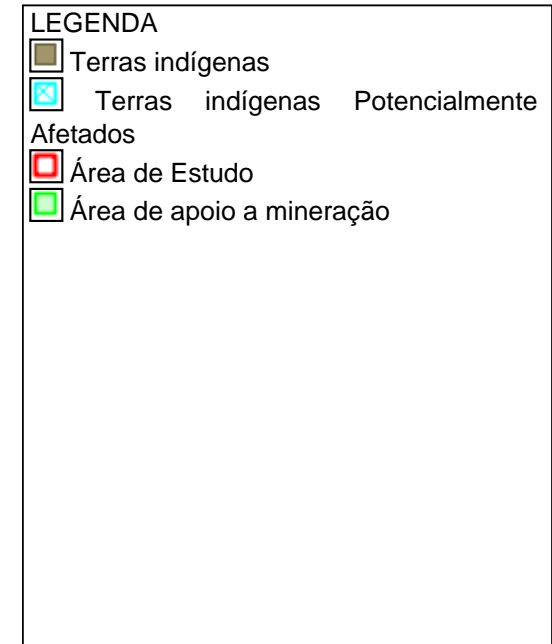 LEGENDA
Terras indígenas
Terras indígenas Potencialmente
Afetados
Área de Estudo
Área de apoio a mineração